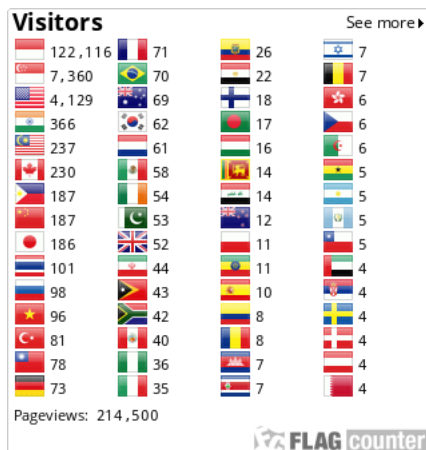 Visitors See more
122,116 71 26 7
7,360 70 22 7
4,129 69 18 6
366 62 17 6
237 61 16 6
230 58 14 5
187 54 14 5
187 53 12 5
186 52 11 5
101 44 11 4
98 43 10 4
96 42 8 4
81 40 8 4
78 36 7 4
73 35 7 4
Pageviews: 214,500
FLAG counter